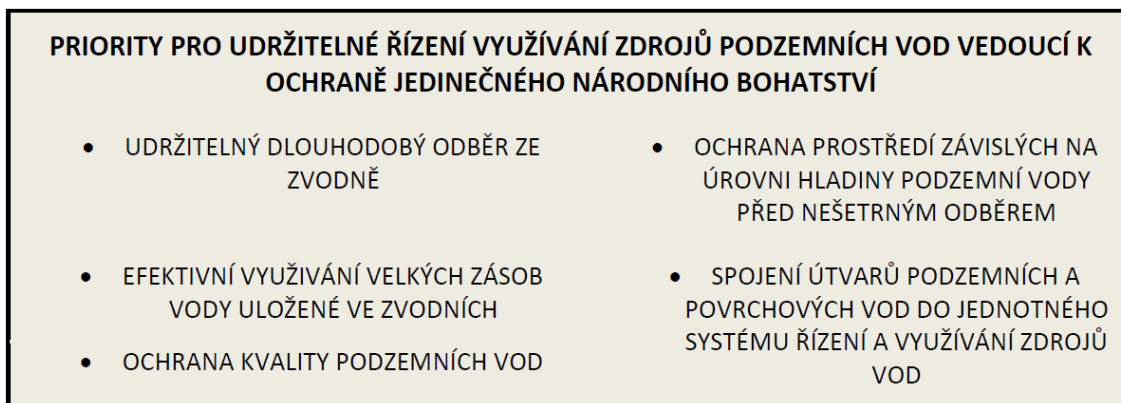 PRIORITY PRO UDRŽITELNÉ ŘÍZENÍ VYUŽÍVÁNÍ ZDROJŮ PODZEMNÍCH VOD VEDOUCÍ K
OCHRANĚ JEDINEČNÉHO NÁRODNÍHO BOHATSTVÍ
• UDRŽITELNÝ DLOUHODOBÝ ODBĚR ZE
ZVODNĚ
• EFEKTIVNÍ VYUŽIVÁNÍ VELKÝCH ZÁSOB
VODY ULOŽENÉ VE ZVODNÍCH
• OCHRANA KVALITY PODZEMNÍCH VOD
• OCHRANA PROSTŘEDÍ ZÁVISLÝCH NA
ÚROVNI HLADINY PODZEMNÍ VODY
PŘED NEŠETRNÝM ODBĚREM
• SPOJENÍ ÚTVARŮ PODZEMNÍCH A
POVRCHOVÝCH VOD DO JEDNOTNÉHO
SYSTÉMU ŘÍZENÍ A VYUŽÍVÁNÍ ZDROJŮ
VOD